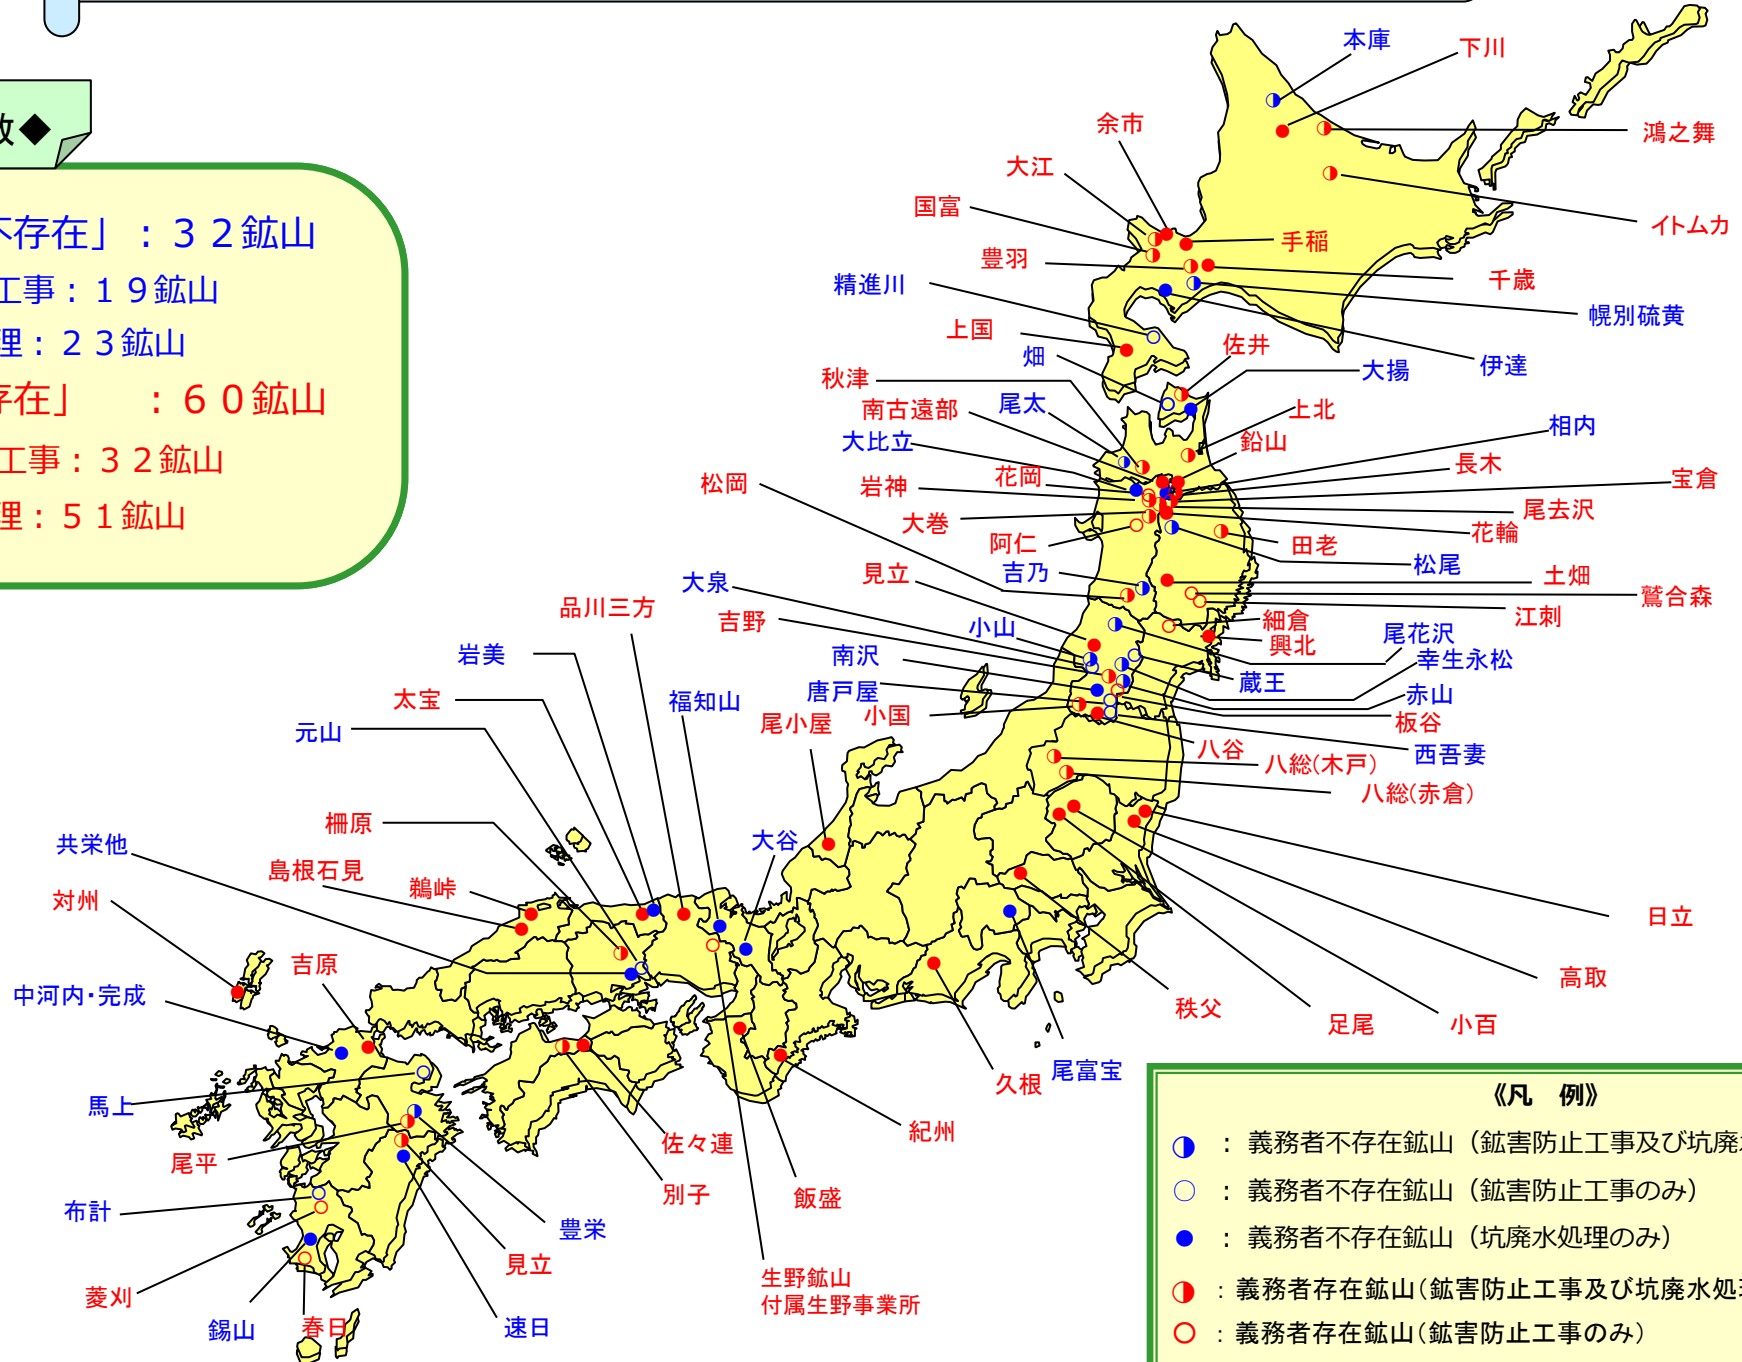 数◆
不存在」：３２鉱山
工事：１９鉱山
理：２３鉱山
存在」　：６０鉱山
工事：３２鉱山
理：５１鉱山
本庫
下川
余市
鴻之舞
大江
国富
イトムカ
手稲
豊羽
千歳
精進川
幌別硫黄
上国
佐井
畑
伊達
大揚
秋津
尾太
南古遠部
上北
大比立
鉛山
相内
長木
松岡
岩神
花岡
宝倉
大巻
尾去沢
花輪
阿仁
田老
松尾
見立
吉乃
土畑
大泉
鷲合森
品川三方
吉野
江刺
細倉
小山
興北
尾花沢
岩美
南沢
幸生永松
蔵王
唐戸屋
赤山
太宝
福知山
小国
尾小屋
板谷
元山
八谷
西吾妻
八総(木戸)
八総(赤倉)
柵原
共栄他
大谷
島根石見
鵜峠
対州
日立
吉原
高取
中河内・完成
秩父
足尾
小百
尾富宝
久根
馬上
紀州
佐々連
尾平
別子
飯盛
布計
豊栄
見立
生野鉱山
付属生野事業所
菱刈
錫山
春日
速日
《凡　例》
：義務者不存在鉱山（鉱害防止工事及び坑廃
：義務者不存在鉱山（鉱害防止工事のみ）
：義務者不存在鉱山（坑廃水処理のみ）
：義務者存在鉱山（鉱害防止工事及び坑廃水処
：義務者存在鉱山（鉱害防止工事のみ）